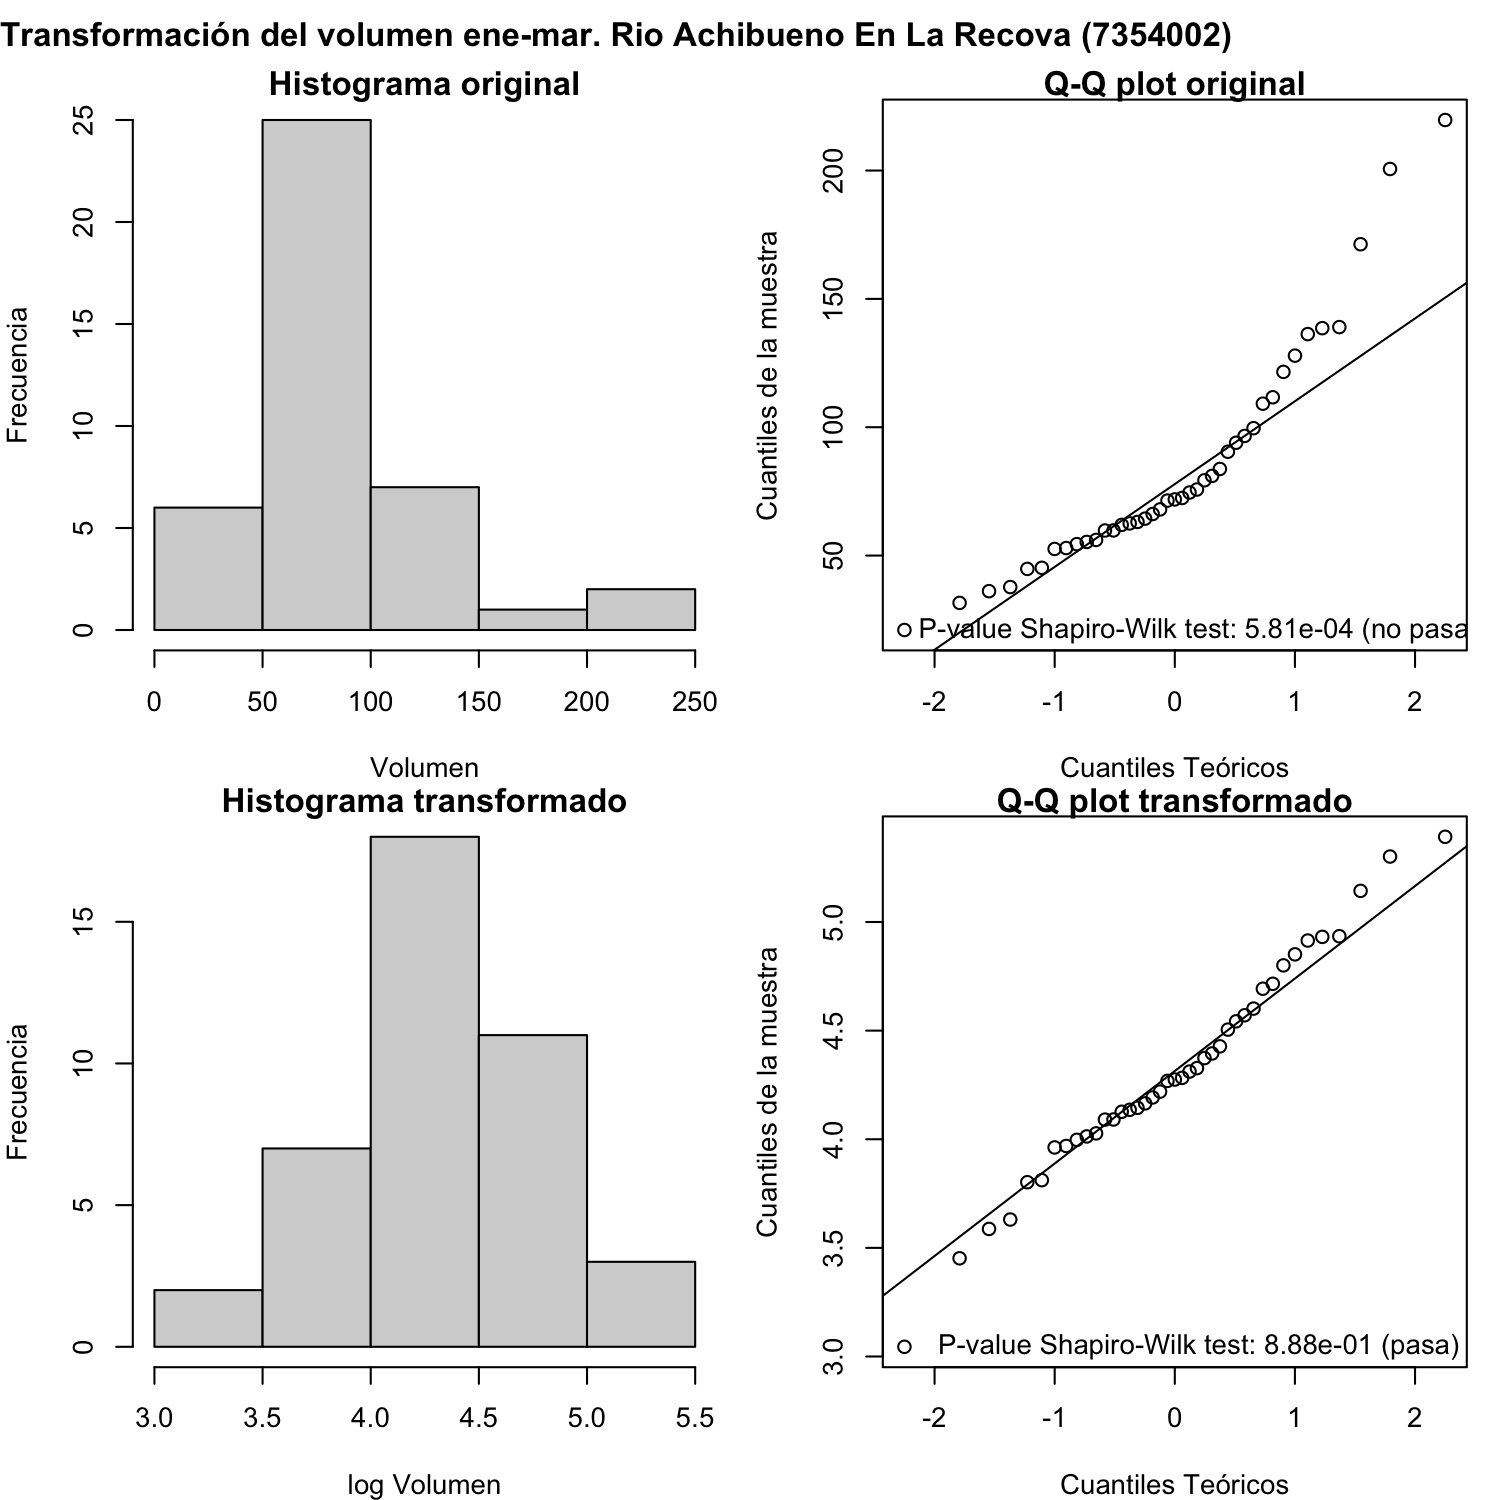 Transformación del volumen ene-mar. Rio Achibueno En La Recova (7354002)
Histograma original
Frecuencia
25
20
15
10
5
0
0 50 100 150 200 250
Volumen
Q-Q plot original
Cuantiles de la muestra
200
150
100
50
P-value Shapiro-Wilk test: 5.81e-04 (no pasa
-2 -1 0 1 2
Cuantiles Teóricos
Histograma transformado
Frecuencia
15
10
5
0
3.0 3.5 4.0 4.5 5.0 5.5
log Volumen
Q-Q plot transformado
Cuantiles de la muestra
5.0
4.5
4.0
3.5
3.0
P-value Shapiro-Wilk test: 8.88e-01 (pasa)
-2 -1 0 1 2
Cuantiles Teóricos